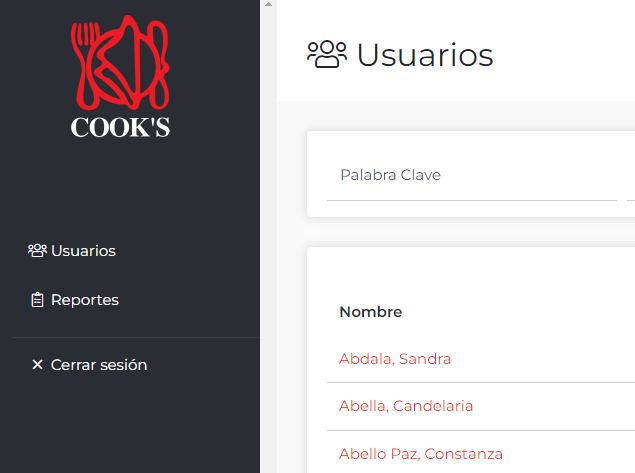 COOK'S
Usuarios
Reportes
Cerrar sesión
Usuarios
Palabra Clave
Nombre
Abdala, Sandra
Abella, Candelaria
Abello Paz, Constanza